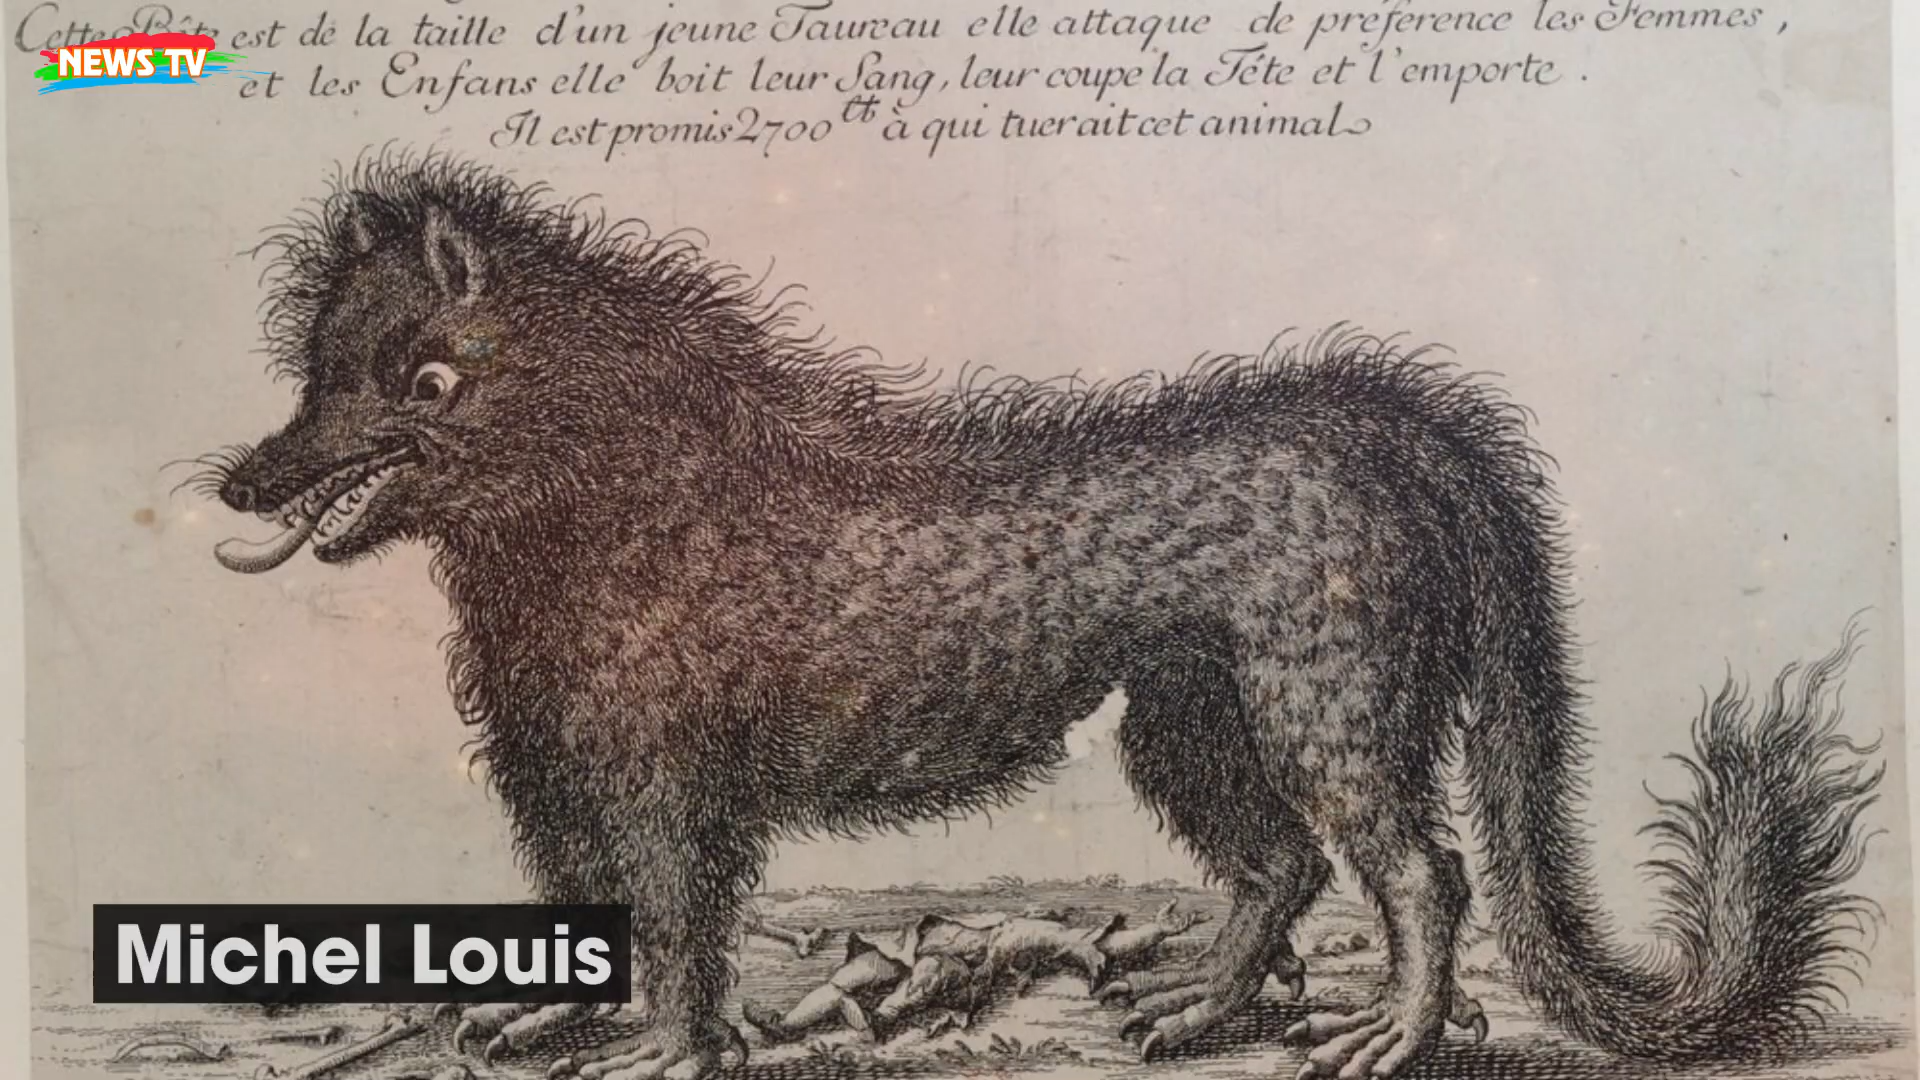 Cette Bête est de la taille d'un jeune Taureau elle attaque de préférence les Femmes,
NEWS TV
et les Enfans elle boit leur Sang, leur coupe la Tête et l'emporte.
Il est promis 2700 tt à qui tuerait cet animal
Michel Louis